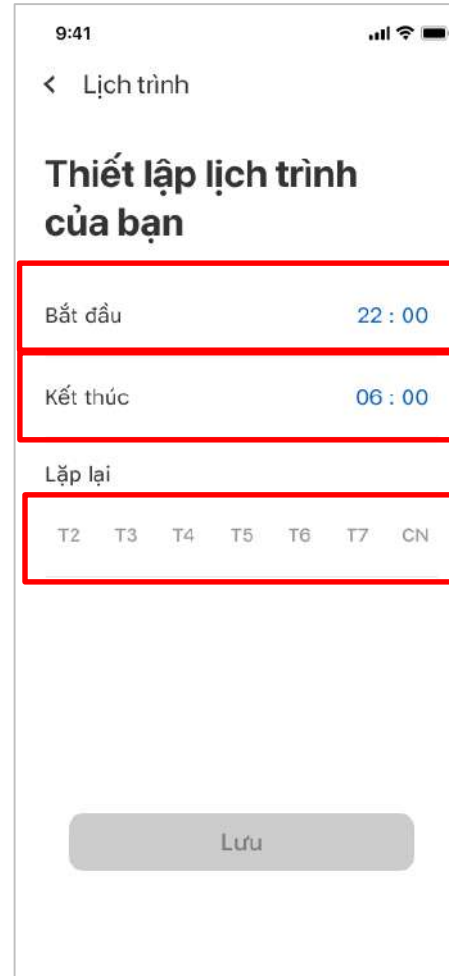 9:41
Lịch trình
Thiết lập lịch trình
của bạn
Bắt đầu 22 : 00
Kết thúc 06 : 00
Lặp lại
T2 T3 T4 T5 T6 T7 CN
Lưu